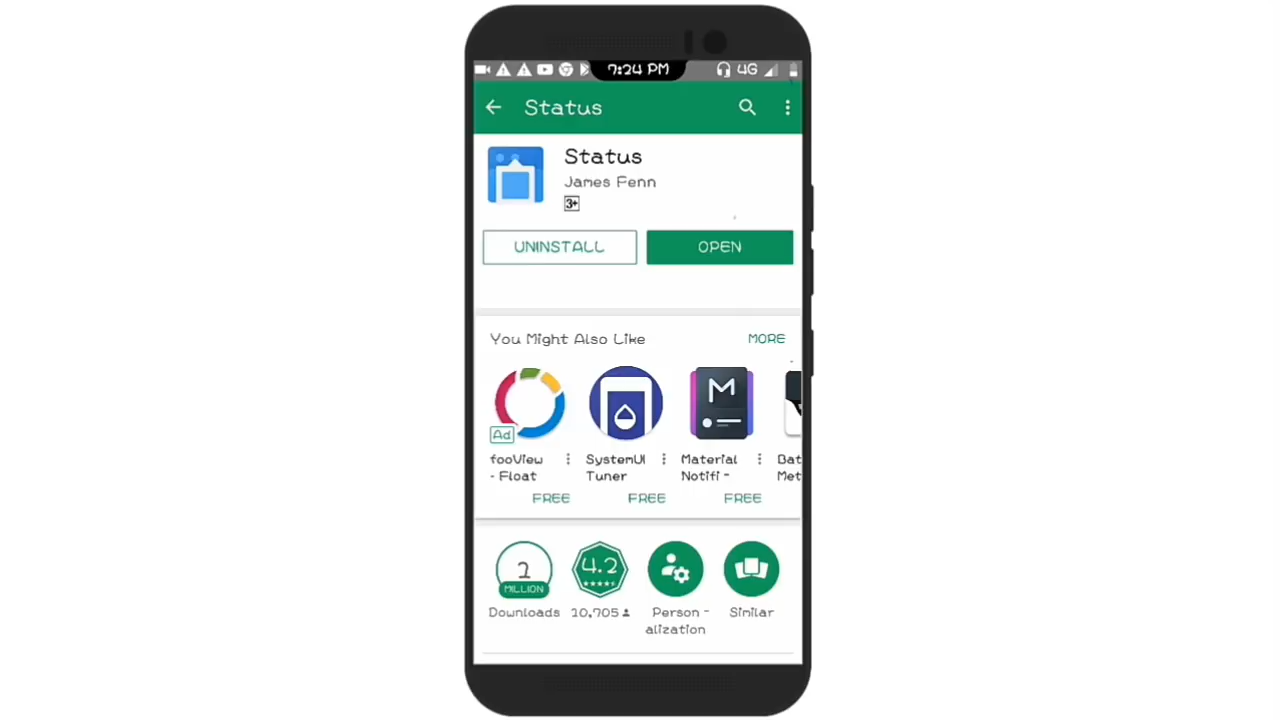 7:24 PM
4G
Status
Status
James Fenn
3+
UNINSTALL
OPEN
You Might Also Like
MORE
Ad
fooView
- Float
FREE
SystemUI
Tuner
FREE
Material
Notifi -
FREE
Bat
Met
1
MILLION
Downloads
4.2
10,705
Person -
alization
Similar